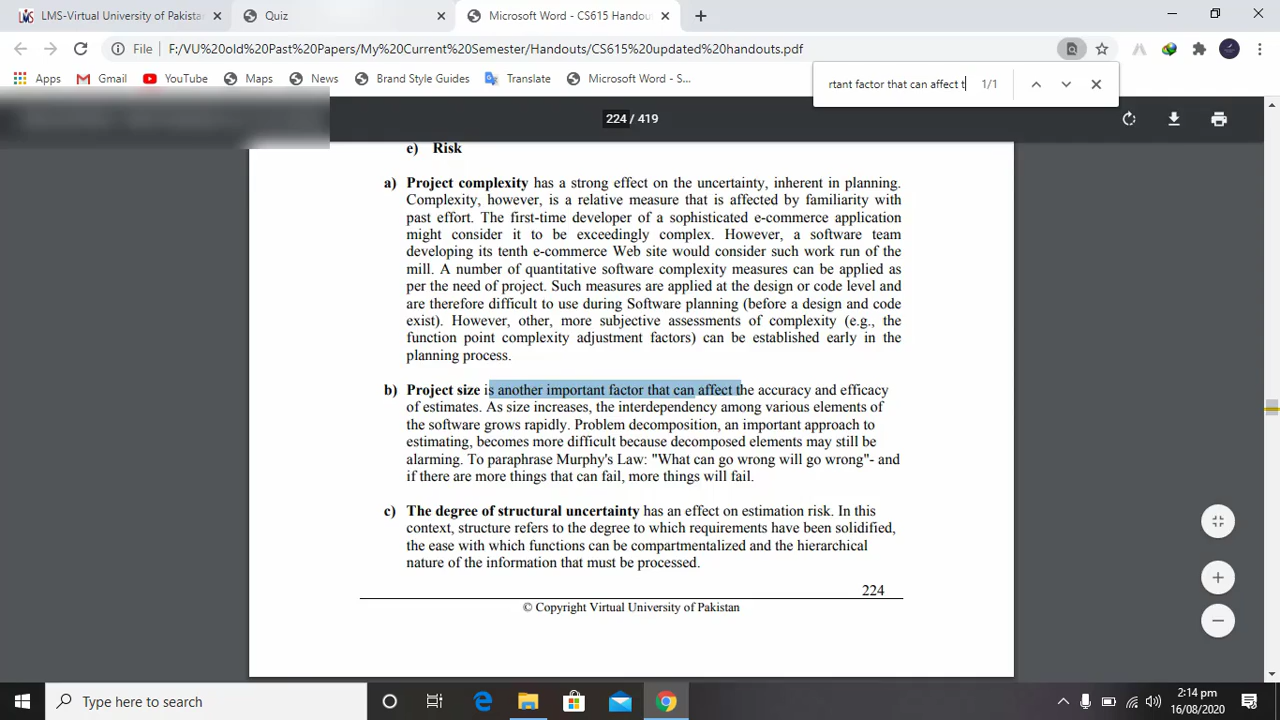 LMS-Virtual University of Pakistan
Quiz
Microsoft Word - CS615 Handou
File
F:/VU%20old%20Past%20Papers/My%20Current%20Semester/Handouts/CS615%20updated%20handouts.pdf
Apps
Gmail
YouTube
Maps
News
Brand Style Guides
Translate
Microsoft Word - S...
rtant factor that can affect t
1/1
224 / 419
e) Risk
a) Project complexity has a strong effect on the uncertainty, inherent in planning.
Complexity, however, is a relative measure that is affected by familiarity with
past effort. The first-time developer of a sophisticated e-commerce application
might consider it to be exceedingly complex. However, a software team
developing its tenth e-commerce Web site would consider such work run of the
mill. A number of quantitative software complexity measures can be applied as
per the need of project. Such measures are applied at the design or code level and
are therefore difficult to use during Software planning (before a design and code
exist). However, other, more subjective assessments of complexity (e.g., the
function point complexity adjustment factors) can be established early in the
planning process.
b) Project size is another important factor that can affect the accuracy and efficacy
of estimates. As size increases, the interdependency among various elements of
the software grows rapidly. Problem decomposition, an important approach to
estimating, becomes more difficult because decomposed elements may still be
alarming. To paraphrase Murphy's Law: "What can go wrong will go wrong"- and
if there are more things that can fail, more things will fail.
c) The degree of structural uncertainty has an effect on estimation risk. In this
context, structure refers to the degree to which requirements have been solidified,
the ease with which functions can be compartmentalized and the hierarchical
nature of the information that must be processed.
224
© Copyright Virtual University of Pakistan
Type here to search
2:14 pm
16/08/2020